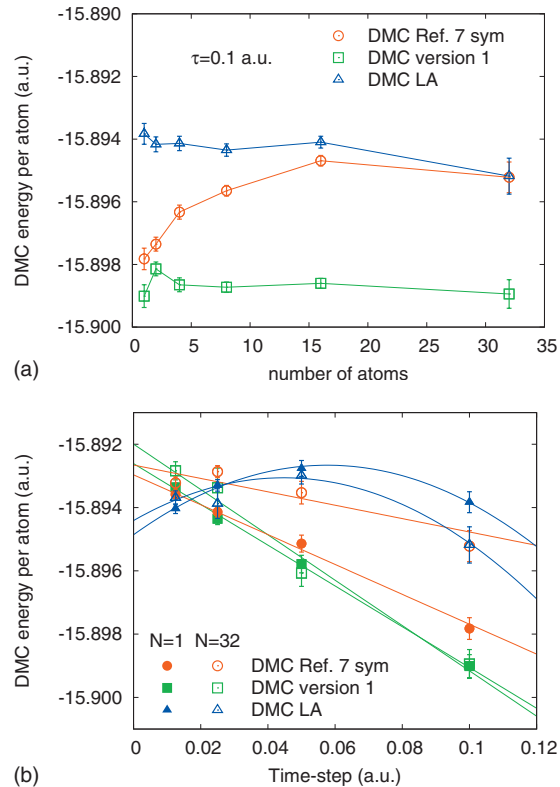 -15.890
-15.892
-15.894
-15.896
-15.898
-15.900
DMC energy per atom (a.u.)
τ=0.1 a.u.
DMC Ref. 7 sym
DMC version 1
DMC LA
0 5 10 15 20 25 30 35
number of atoms
(a)
-15.892
-15.894
-15.896
-15.898
-15.900
DMC energy per atom (a.u.)
N=1 N=32
DMC Ref. 7 sym
DMC version 1
DMC LA
0 0.02 0.04 0.06 0.08 0.1 0.12
Time-step (a.u.)
(b)